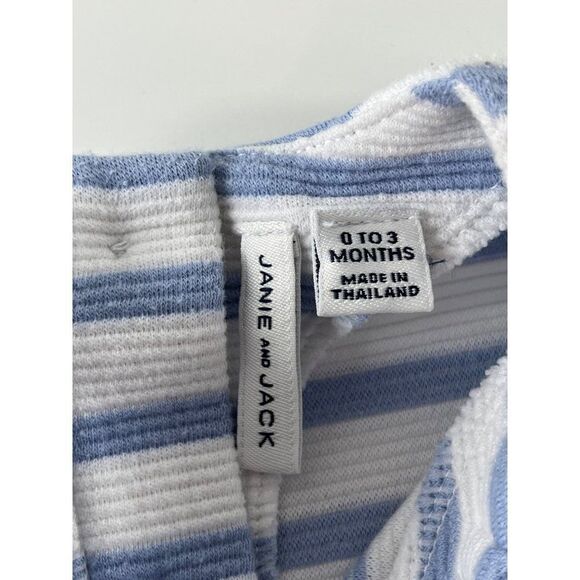 JANIE AND JACK
0 TO 3
MONTHS
MADE IN
THAILAND